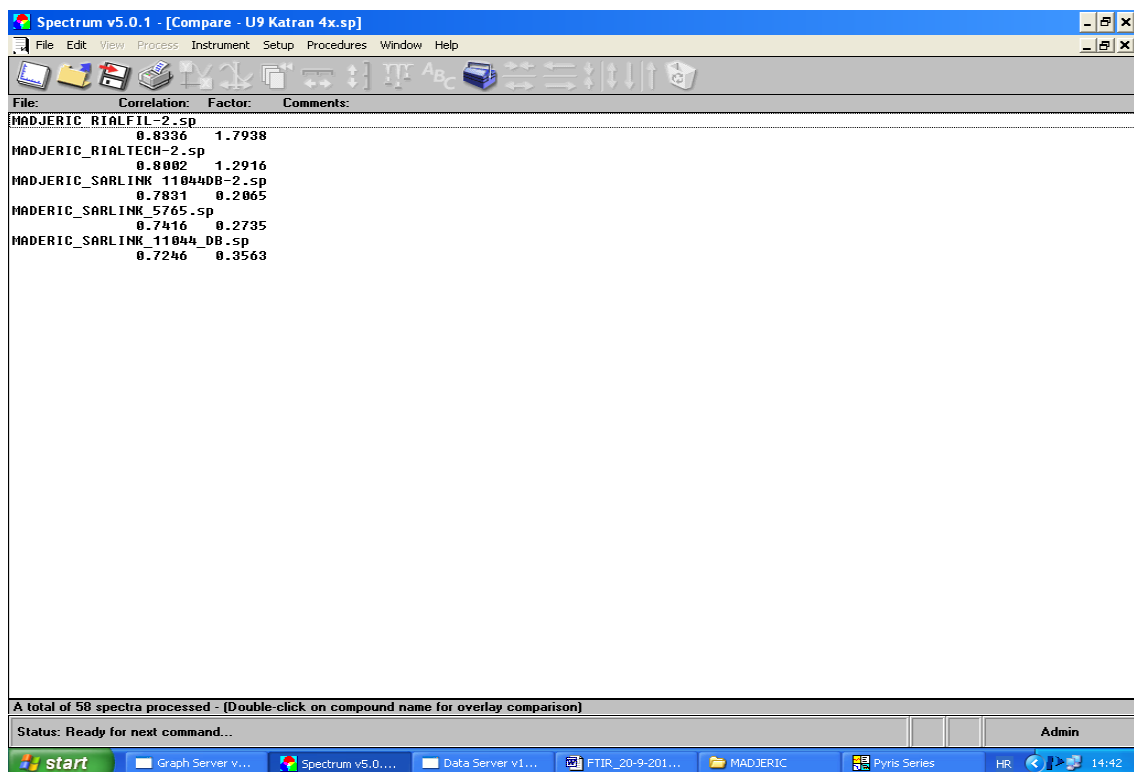 Spectrum v5.0.1 - [Compare - U9 Katran 4x.sp]
File Edit View Process Instrument Setup Procedures Window Help
ABC
File: Correlation: Factor: Comments:
MADJERIC RIALFIL-2.sp
0.8336 1.7938
MADJERIC_RIALTECH-2.sp
0.8002 1.2916
MADJERIC_SARLINK 11044DB-2.sp
0.7831 0.2065
MADERIC_SARLINK_5765.sp
0.7416 0.2735
MADERIC_SARLINK_11044_DB.sp
0.7246 0.3563
A total of 58 spectra processed - (Double-click on compound name for overlay comparison)
Status: Ready for next command... Admin
start Graph Server v... Spectrum v5.0.... Data Server v1... FTIR_20-9-201... MADJERIC Pyris Series HR 14:42